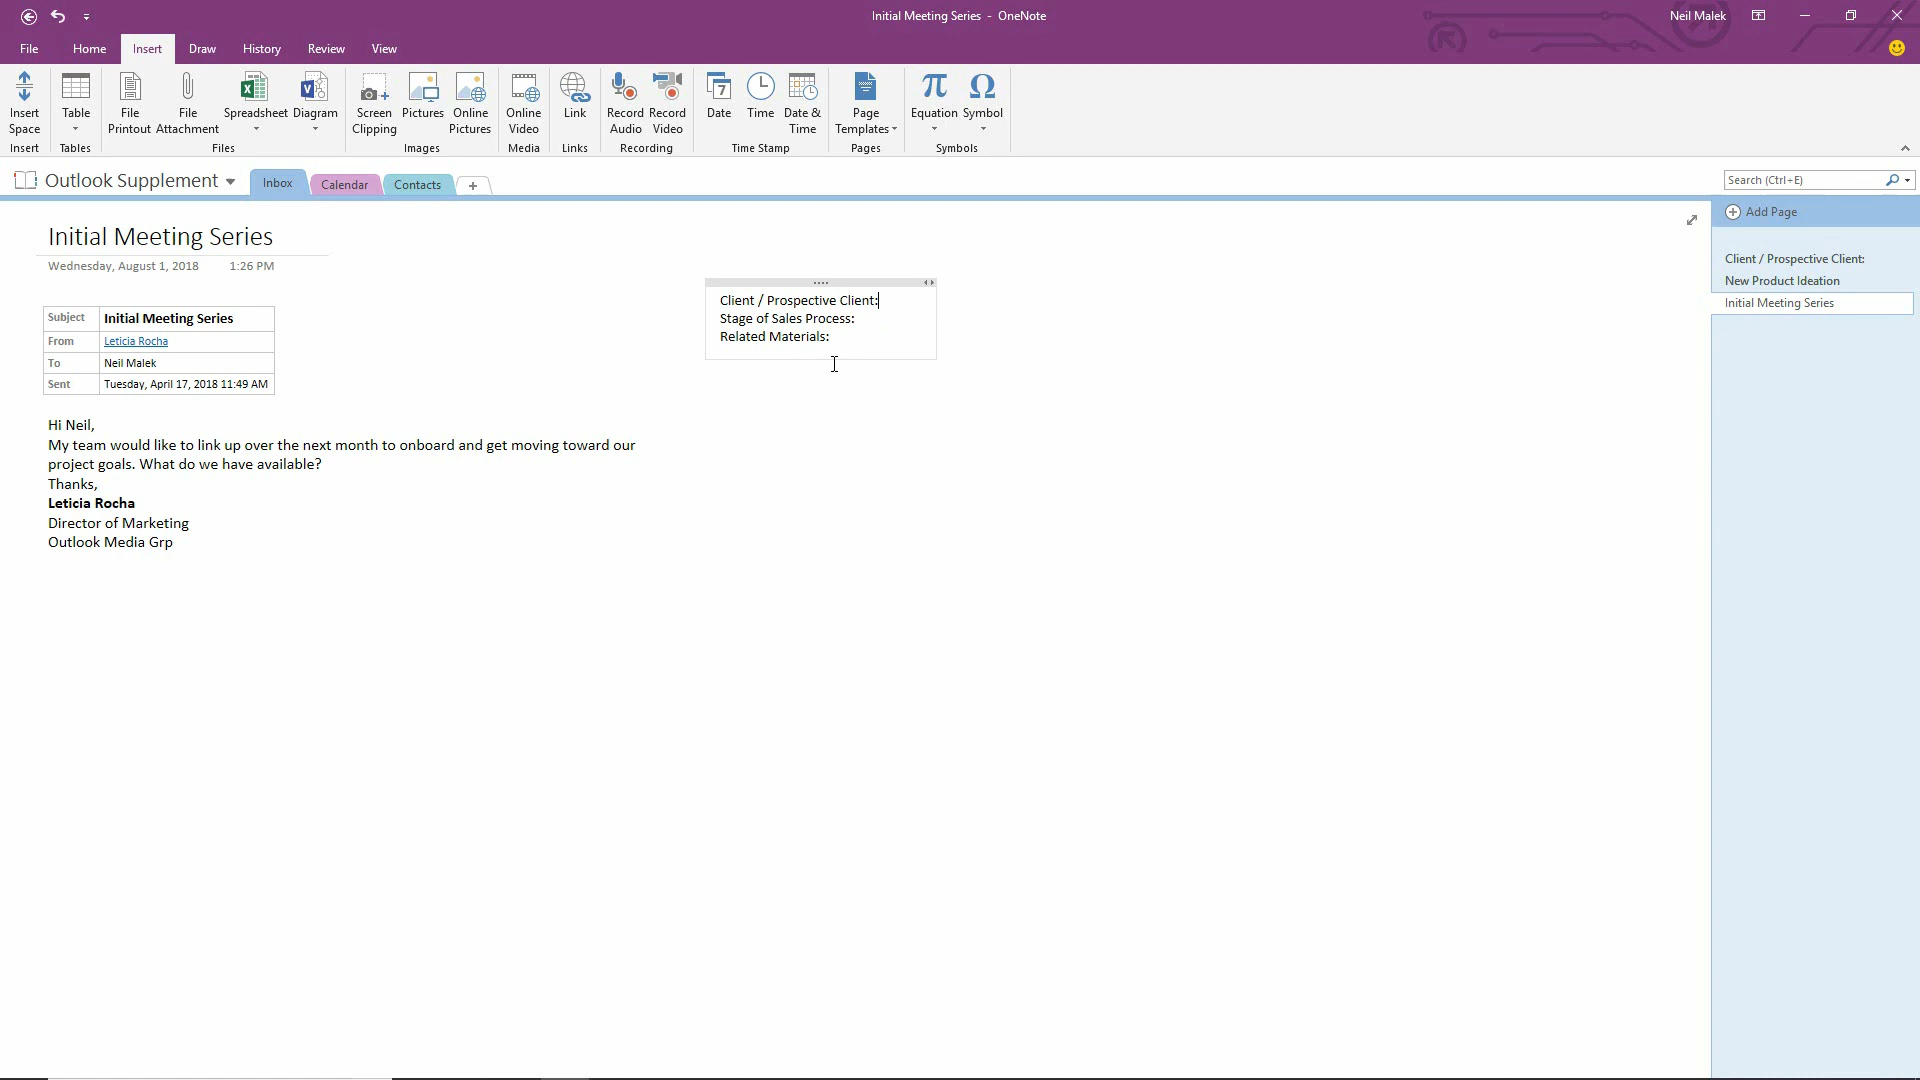 Initial Meeting Series - OneNote
Neil Malek
File Home Insert Draw History Review View
Insert Space
Table
File Printout
File Attachment
Spreadsheet
Diagram
Screen Clipping
Pictures
Online Pictures
Online Video
Link
Record Audio
Record Video
Date
Time
Date & Time
Page Templates
Equation
Symbol
Insert Tables Files Images Media Links Recording Time Stamp Pages Symbols
Outlook Supplement Inbox Calendar Contacts
Search (Ctrl+E)
Add Page
Client / Prospective Client:
New Product Ideation
Initial Meeting Series
Initial Meeting Series
Wednesday, August 1, 2018 1:26 PM
Subject Initial Meeting Series
From Leticia Rocha
To Neil Malek
Sent Tuesday, April 17, 2018 11:49 AM
Hi Neil,
My team would like to link up over the next month to onboard and get moving toward our
project goals. What do we have available?
Thanks,
Leticia Rocha
Director of Marketing
Outlook Media Grp
Client / Prospective Client:
Stage of Sales Process:
Related Materials: